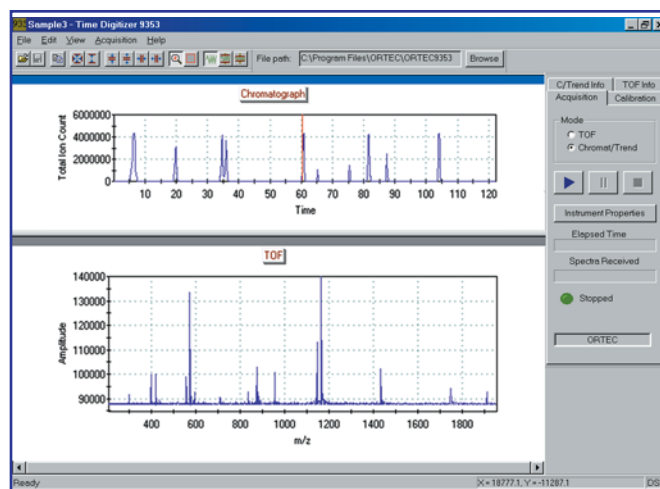 Sample3 - Time Digitizer 9353
File Edit View Acquisition Help
File path: C:\Program Files\ORTEC\ORTEC9353 Browse
Chromatograph
Total Ion Count
6000000
4000000
2000000
0
10 20 30 40 50 60 70 80 90 100 110 120
Time
TOF
Amplitude
140000
130000
120000
110000
100000
90000
400 600 800 1000 1200 1400 1600 1800
m/z
C/Trend Info TOF Info
Acquisition Calibration
Mode
TOF
Chromat/Trend
Instrument Properties
Elapsed Time
Spectra Received
Stopped
ORTEC
Ready X = 18777.1, Y = -11287.1 DS